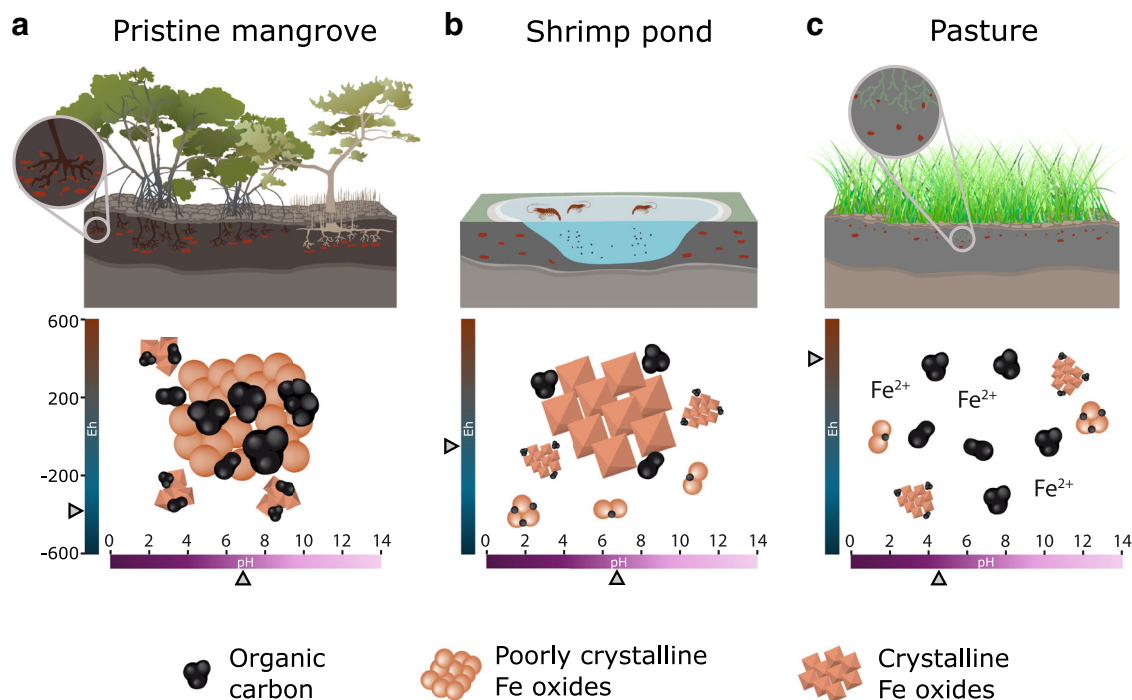 a Pristine mangrove
b Shrimp pond
c Pasture
600
200
-200
-600
Eh
0 2 4 6 8 10 12 14
pH
Eh
0 2 4 6 8 10 12 14
pH
Eh
Fe²⁺
Fe²⁺
Fe²⁺
0 2 4 6 8 10 12 14
pH
Organic
carbon
Poorly crystalline
Fe oxides
Crystalline
Fe oxides